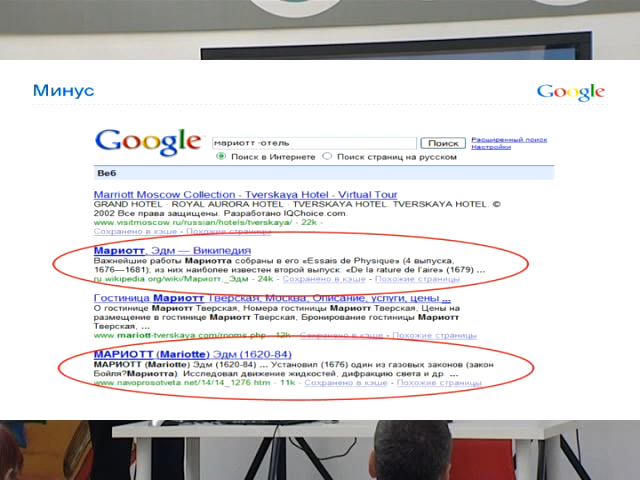 Минус
Google
Google
мариотт -отель
Поиск
Расширенный поиск
Настройки
Поиск в Интернете Поиск страниц на русском
Веб
Marriott Moscow Collection - Tverskaya Hotel - Virtual Tour
GRAND HOTEL · ROYAL AURORA HOTEL · TVERSKAYA HOTEL. TVERSKAYA HOTEL. ©
2002 Все права защищены. Разработано IQChoice.com.
www.visitmoscow.ru/russian/hotels/tverskaya/ - 22k -
Сохранено в кэше - Похожие страницы
Мариотт, Эдм — Википедия
Важнейшие работы Мариотта собраны в его «Essais de Physique» (4 выпуска,
1676—1681); из них наиболее известен второй выпуск: «De la rature de l'aire» (1679) ...
ru.wikipedia.org/wiki/Мариотт,_Эдм - 24k - Сохранено в кэше - Похожие страницы
Гостиница Мариотт Тверская, Москва, Описание, услуги, цены ...
О гостинице Мариотт Тверская, Номера гостиницы Мариотт Тверская, Цены на
размещение в гостинице Мариотт Тверская, Бронирование гостиницы Мариотт
Тверская, ...
www.mariott-tverskaya.com/rooms.php - 12k - Сохранено в кэше - Похожие страницы
МАРИОТТ (Mariotte) Эдм (1620-84)
МАРИОТТ (Mariotte) Эдм (1620-84) ... Установил (1676) один из газовых законов (закон
Бойля?Мариотта). Исследовал движение жидкостей, дифракцию света и др. ...
www.navoprosotveta.net/14/14_1276.htm - 11k - Сохранено в кэше - Похожие страницы